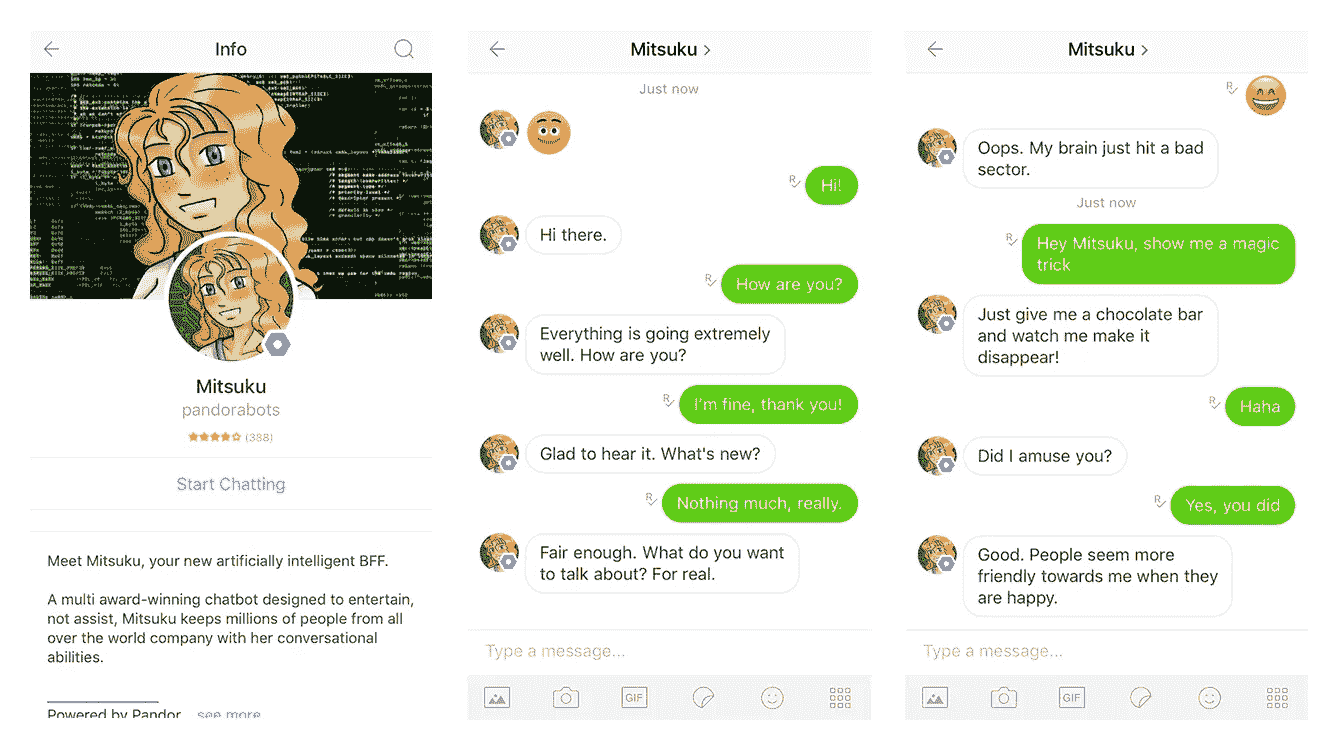 Info
Mitsuku
pandorabots
(388)
Start Chatting
Meet Mitsuku, your new artificially intelligent BFF.
A multi award-winning chatbot designed to entertain,
not assist, Mitsuku keeps millions of people from all
over the world company with her conversational
abilities.
Powered by Pandor... see more
Mitsuku >
Just now
Hi!
R
Hi there.
How are you?
R
Everything is going extremely
well. How are you?
I'm fine, thank you!
R
Glad to hear it. What's new?
Nothing much, really.
R
Fair enough. What do you want
to talk about? For real.
Type a message...
GIF
Mitsuku >
R
Oops. My brain just hit a bad
sector.
Just now
R
Hey Mitsuku, show me a magic
trick
Just give me a chocolate bar
and watch me make it
disappear!
R
Haha
Did I amuse you?
R
Yes, you did
Good. People seem more
friendly towards me when they
are happy.
Type a message...
GIF